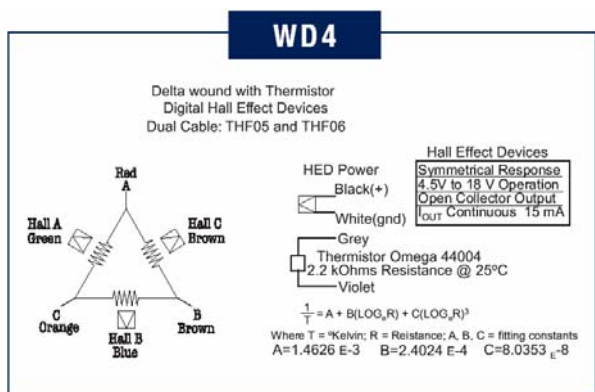 WD4
Delta wound with Thermistor
Digital Hall Effect Devices
Dual Cable: THF05 and THF06
Red
A
Hall A
Green
Hall C
Brown
C
Orange
B
Brown
Hall B
Blue
HED Power
Black(+)
White(gnd)
Hall Effect Devices
Symmetrical Response
4.5V to 18 V Operation
Open Collector Output
IOUT Continuous 15 mA
Grey
Thermistor Omega 44004
2.2 kOhms Resistance @ 25ºC
Violet
1/T = A + B(LOGeR) + C(LOGeR)³
Where T = ºKelvin; R = Reistance; A, B, C = fitting constants
A=1.4626 E-3 B=2.4024 E-4 C=8.0353 E-8